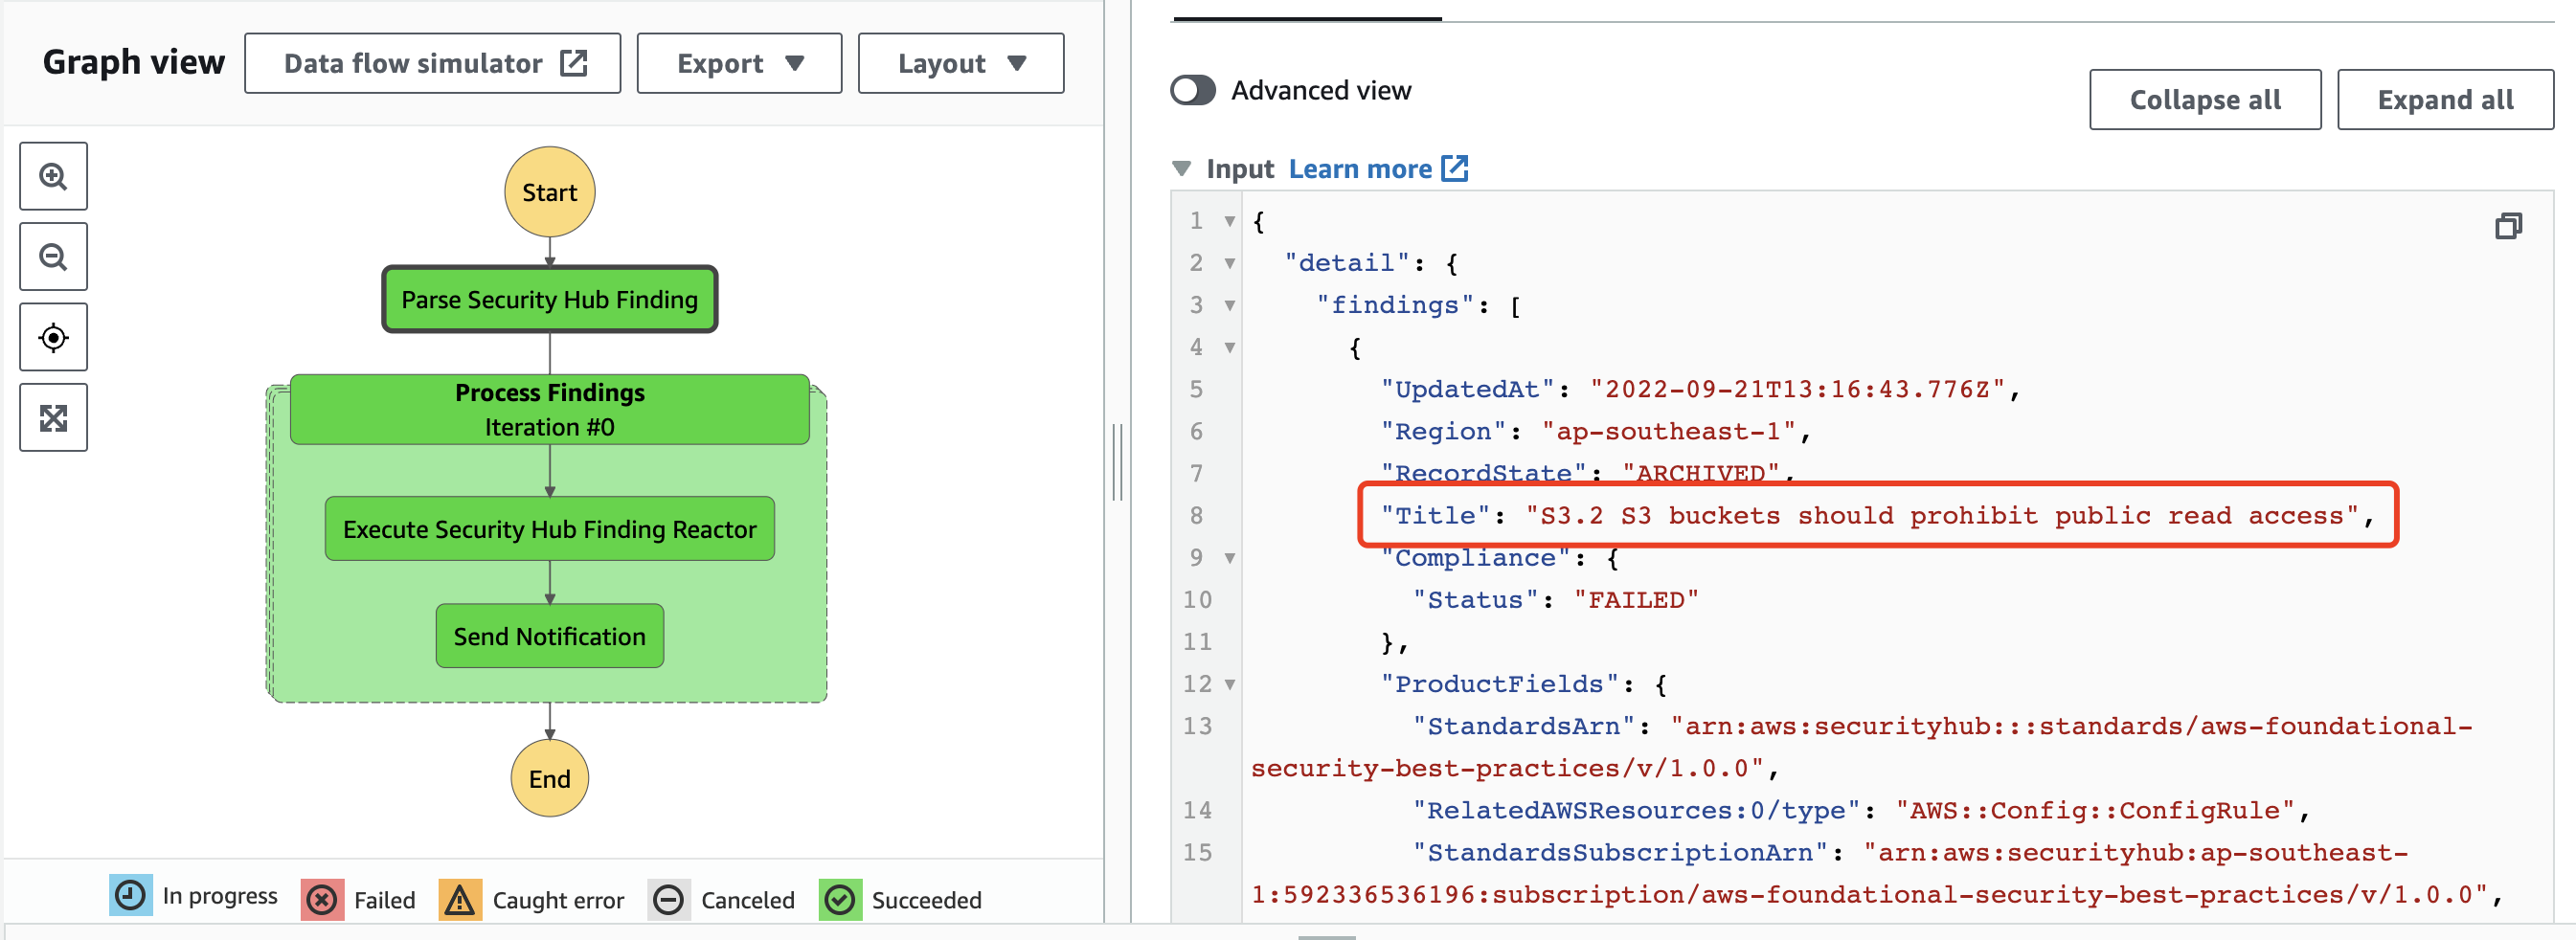 Graph view
Data flow simulator
Export
Layout
Start
Parse Security Hub Finding
Process Findings
Iteration #0
Execute Security Hub Finding Reactor
Send Notification
End
In progress
Failed
Caught error
Canceled
Succeeded
Advanced view
Collapse all
Expand all
Input Learn more
1 {
2 "detail": {
3 "findings": [
4 {
5 "UpdatedAt": "2022-09-21T13:16:43.776Z",
6 "Region": "ap-southeast-1",
7 "RecordState": "ARCHIVED",
8 "Title": "S3.2 S3 buckets should prohibit public read access",
9 "Compliance": {
10 "Status": "FAILED"
11 },
12 "ProductFields": {
13 "StandardsArn": "arn:aws:securityhub:::standards/aws-foundational-
security-best-practices/v/1.0.0",
14 "RelatedAWSResources:0/type": "AWS::Config::ConfigRule",
15 "StandardsSubscriptionArn": "arn:aws:securityhub:ap-southeast-
1:592336536196:subscription/aws-foundational-security-best-practices/v/1.0.0",